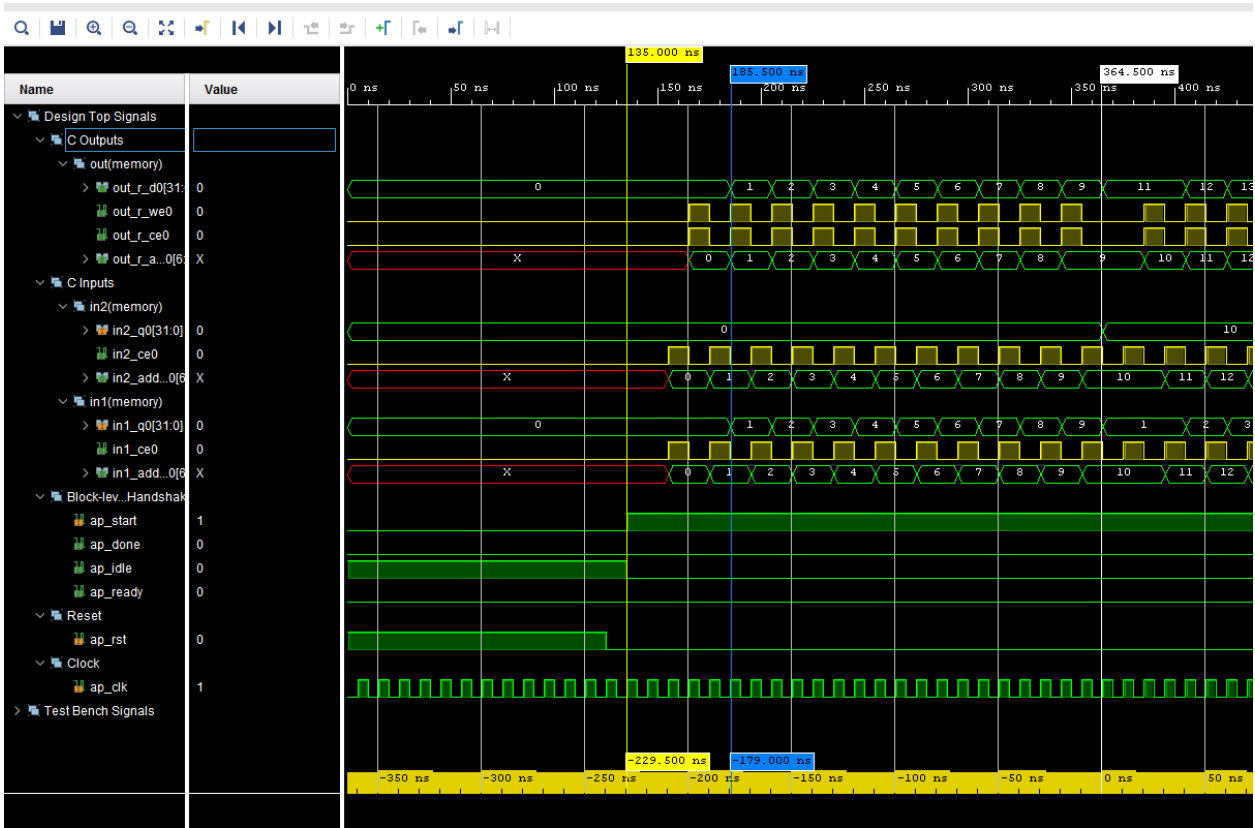 135.000 ns
185.500 ns 364.500 ns
Name Value 0 ns 50 ns 100 ns 150 ns 200 ns 250 ns 300 ns 350 ns 400 ns
Design Top Signals
C Outputs
out(memory)
out_r_d0[31: 0 0 1 2 3 4 5 6 7 8 9 11 12 13
out_r_we0 0
out_r_ce0 0
out_r_a...0[6: X X 0 1 2 3 4 5 6 7 8 9 10 11 12
C Inputs
in2(memory)
in2_q0[31:0] 0 0 10
in2_ce0 0
in2_add...0[6 X X 0 1 2 3 4 5 6 7 8 9 10 11 12
in1(memory)
in1_q0[31:0] 0 0 1 2 3 4 5 6 7 8 9 1 2 3
in1_ce0 0
in1_add...0[6 X X 0 1 2 3 4 5 6 7 8 9 10 11 12
Block-lev...Handshak
ap_start 1
ap_done 0
ap_idle 0
ap_ready 0
Reset
ap_rst 0
Clock
ap_clk 1
Test Bench Signals
-229.500 ns -179.000 ns
-350 ns -300 ns -250 ns -200 ns -150 ns -100 ns -50 ns 0 ns 50 ns